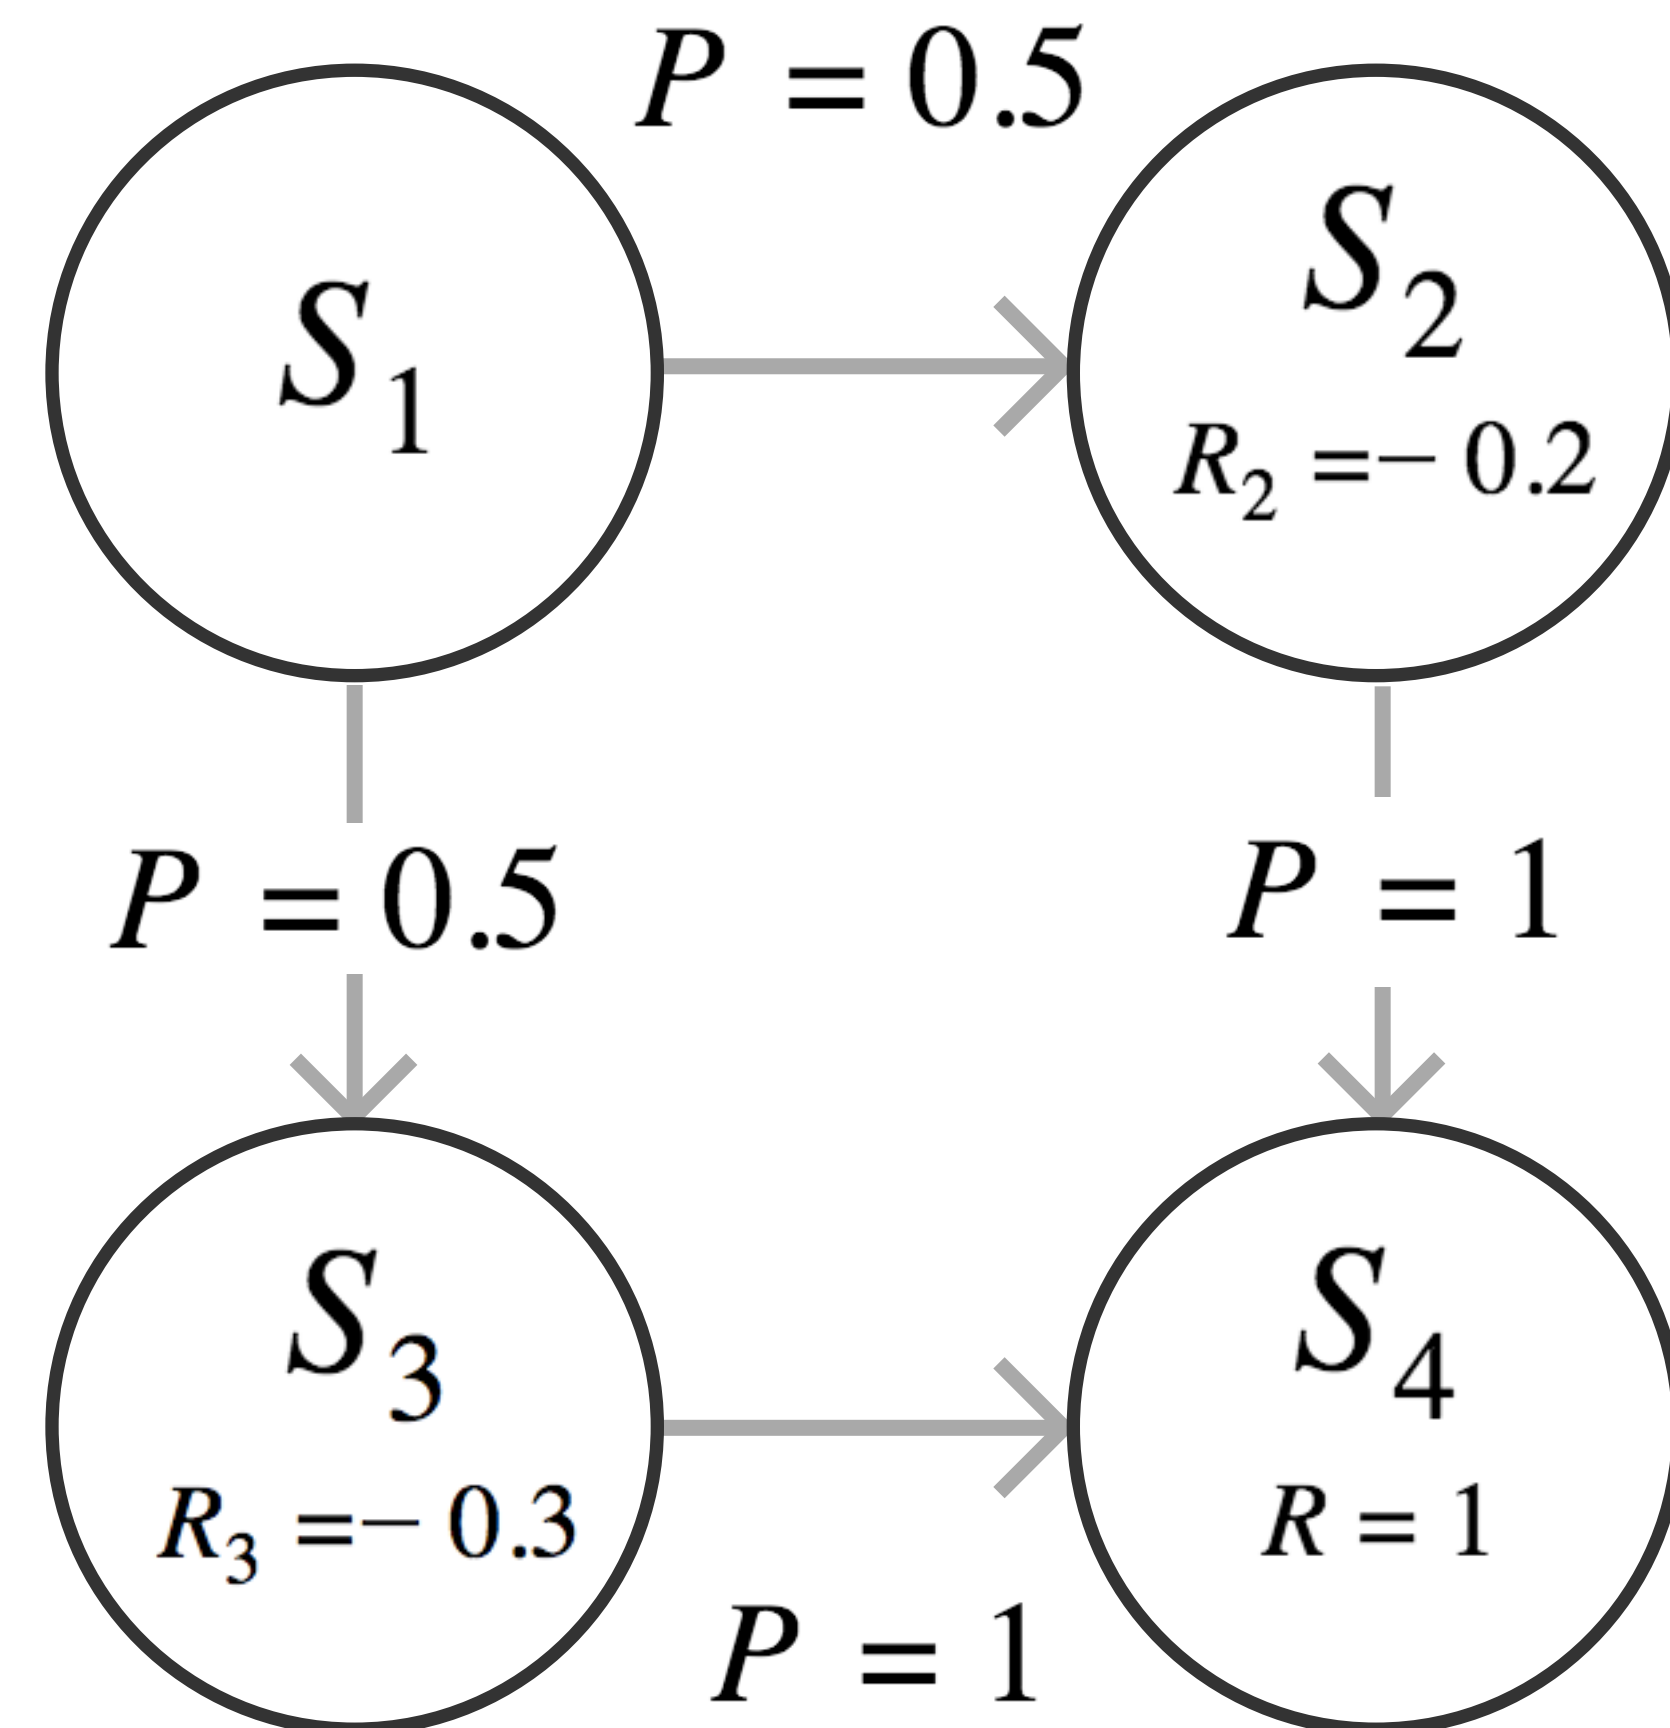 P = 0.5
S₁
S₂
R₂ =− 0.2
P = 0.5
P = 1
S₃
R₃ =− 0.3
S₄
R = 1
P = 1